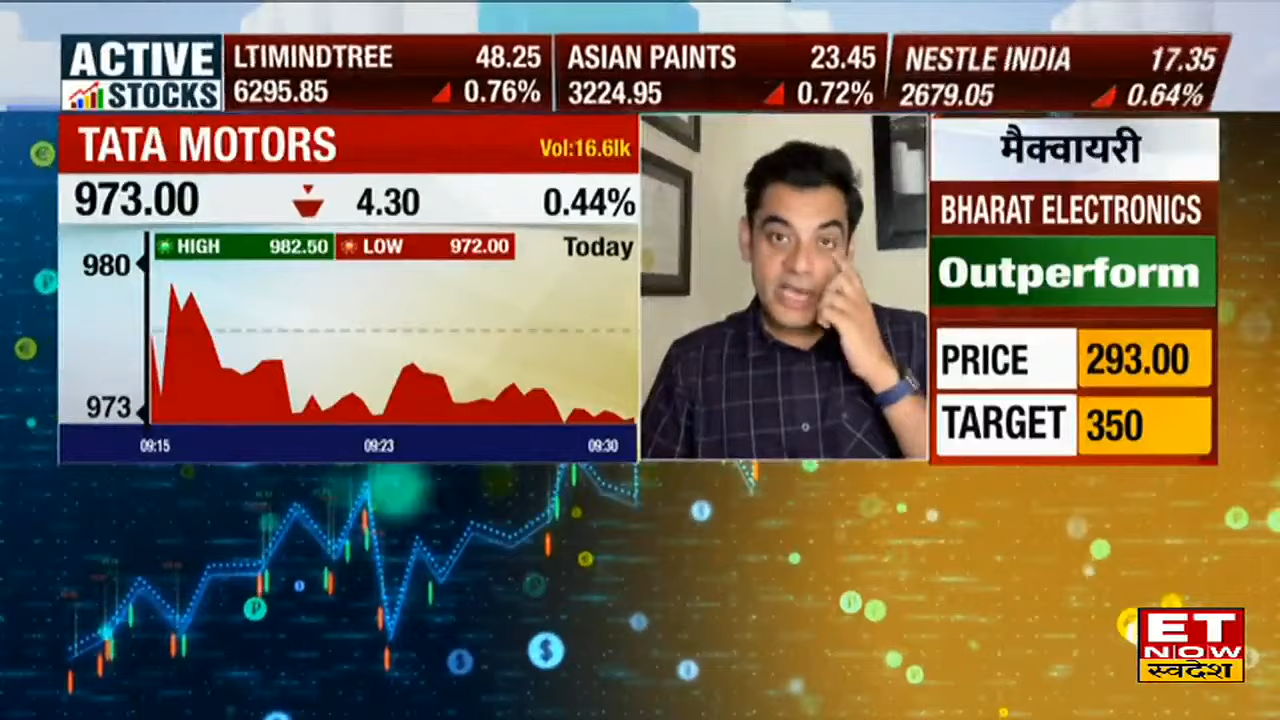 ACTIVE
STOCKS
LTIMINDTREE 48.25
6295.85 0.76%
ASIAN PAINTS 23.45
3224.95 0.72%
NESTLE INDIA 17.35
2679.05 0.64%
TATA MOTORS Vol:16.6lk
973.00 4.30 0.44%
HIGH 982.50 LOW 972.00 Today
980
973
09:15 09:23 09:30
मैक्वायरी
BHARAT ELECTRONICS
Outperform
PRICE 293.00
TARGET 350
ET
NOW
स्वदेश